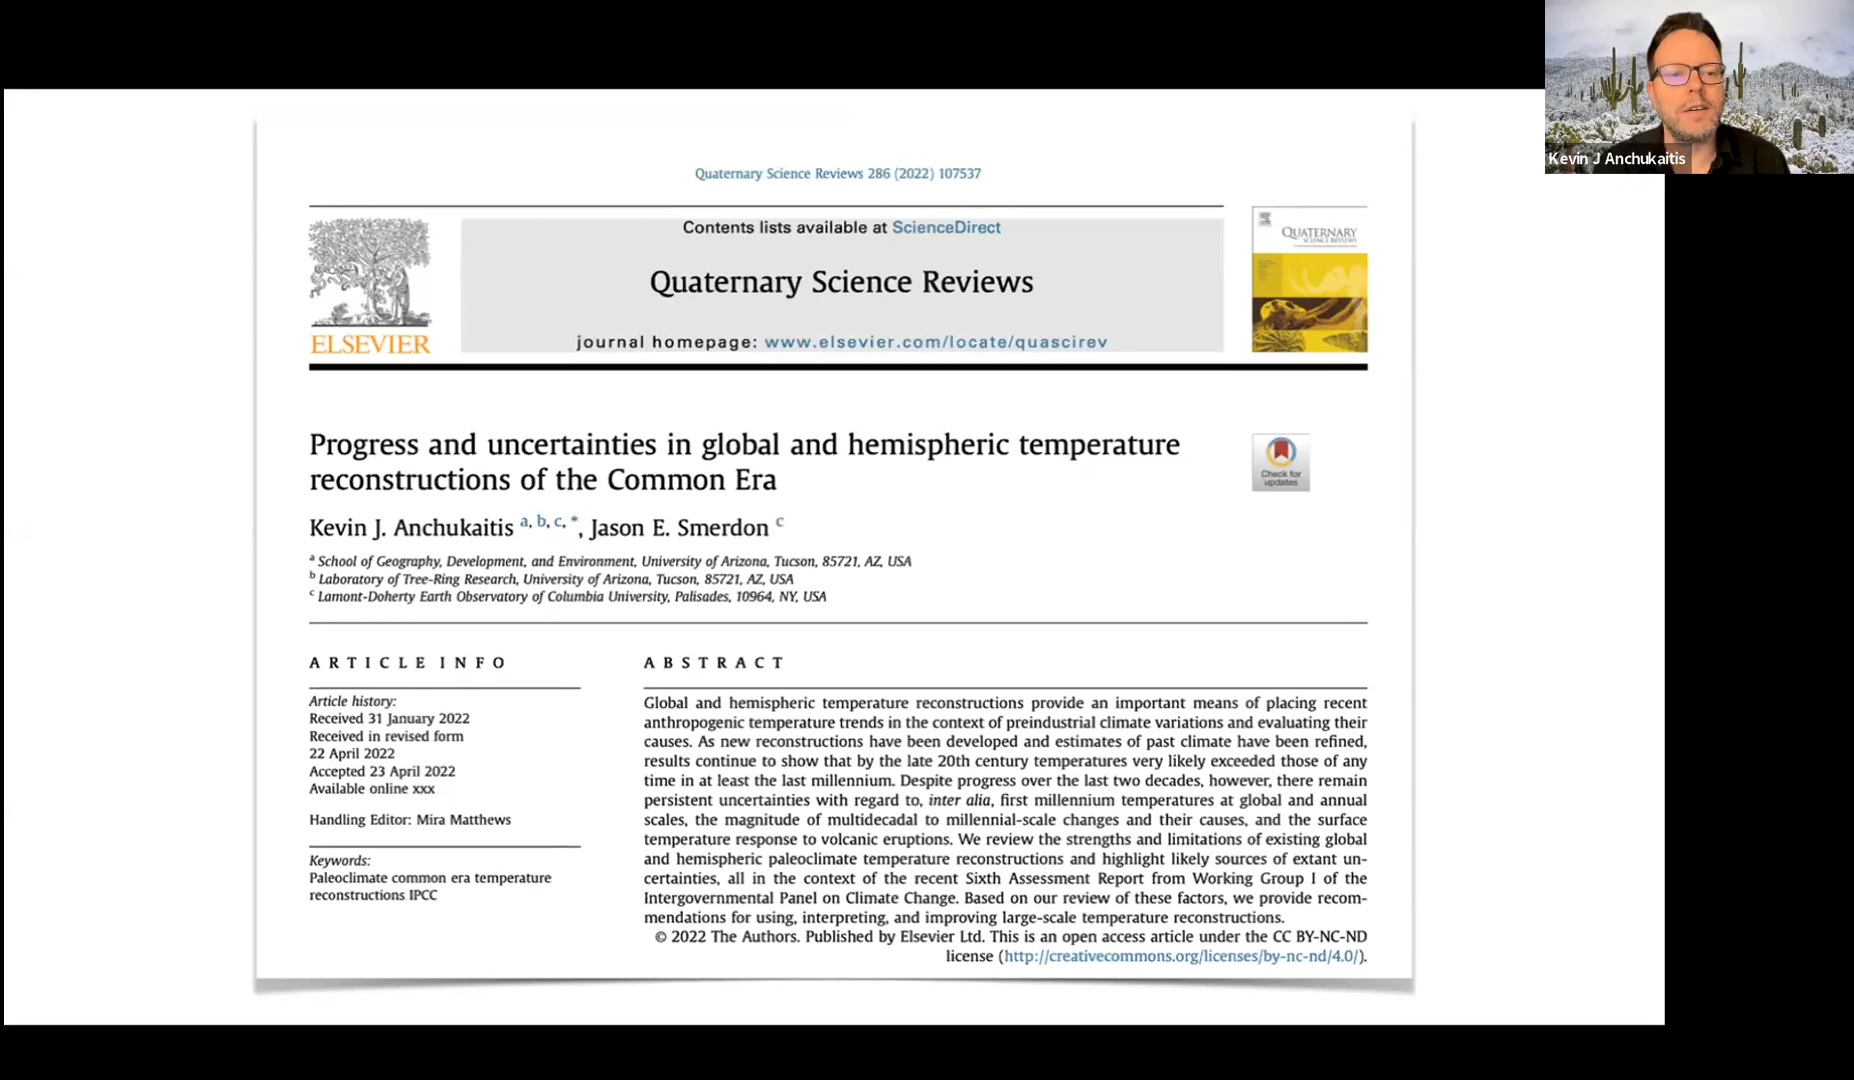 Kevin J Anchukaitis
Quaternary Science Reviews 286 (2022) 107537
Contents lists available at ScienceDirect
Quaternary Science Reviews
journal homepage: www.elsevier.com/locate/quascirev
ELSEVIER
QUATERNARY
SCIENCE REVIEWS
Progress and uncertainties in global and hemispheric temperature
reconstructions of the Common Era
Check for
updates
Kevin J. Anchukaitis a, b, c, *, Jason E. Smerdon c
a School of Geography, Development, and Environment, University of Arizona, Tucson, 85721, AZ, USA
b Laboratory of Tree-Ring Research, University of Arizona, Tucson, 85721, AZ, USA
c Lamont-Doherty Earth Observatory of Columbia University, Palisades, 10964, NY, USA
ARTICLE INFO
Article history:
Received 31 January 2022
Received in revised form
22 April 2022
Accepted 23 April 2022
Available online xxx
Handling Editor: Mira Matthews
Keywords:
Paleoclimate common era temperature
reconstructions IPCC
ABSTRACT
Global and hemispheric temperature reconstructions provide an important means of placing recent
anthropogenic temperature trends in the context of preindustrial climate variations and evaluating their
causes. As new reconstructions have been developed and estimates of past climate have been refined,
results continue to show that by the late 20th century temperatures very likely exceeded those of any
time in at least the last millennium. Despite progress over the last two decades, however, there remain
persistent uncertainties with regard to, inter alia, first millennium temperatures at global and annual
scales, the magnitude of multidecadal to millennial-scale changes and their causes, and the surface
temperature response to volcanic eruptions. We review the strengths and limitations of existing global
and hemispheric paleoclimate temperature reconstructions and highlight likely sources of extant un-
certainties, all in the context of the recent Sixth Assessment Report from Working Group I of the
Intergovernmental Panel on Climate Change. Based on our review of these factors, we provide recom-
mendations for using, interpreting, and improving large-scale temperature reconstructions.
© 2022 The Authors. Published by Elsevier Ltd. This is an open access article under the CC BY-NC-ND
license (http://creativecommons.org/licenses/by-nc-nd/4.0/).